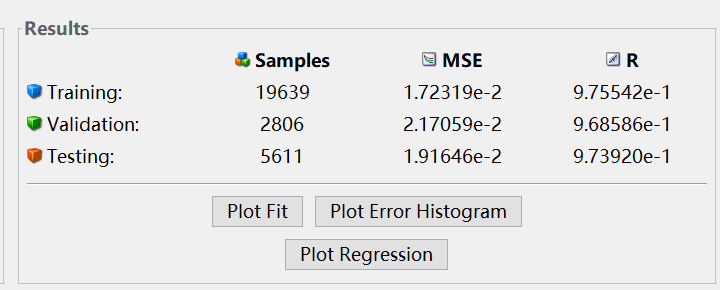 Results
Samples MSE R
Training: 19639 1.72319e-2 9.75542e-1
Validation: 2806 2.17059e-2 9.68586e-1
Testing: 5611 1.91646e-2 9.73920e-1
Plot Fit Plot Error Histogram
Plot Regression